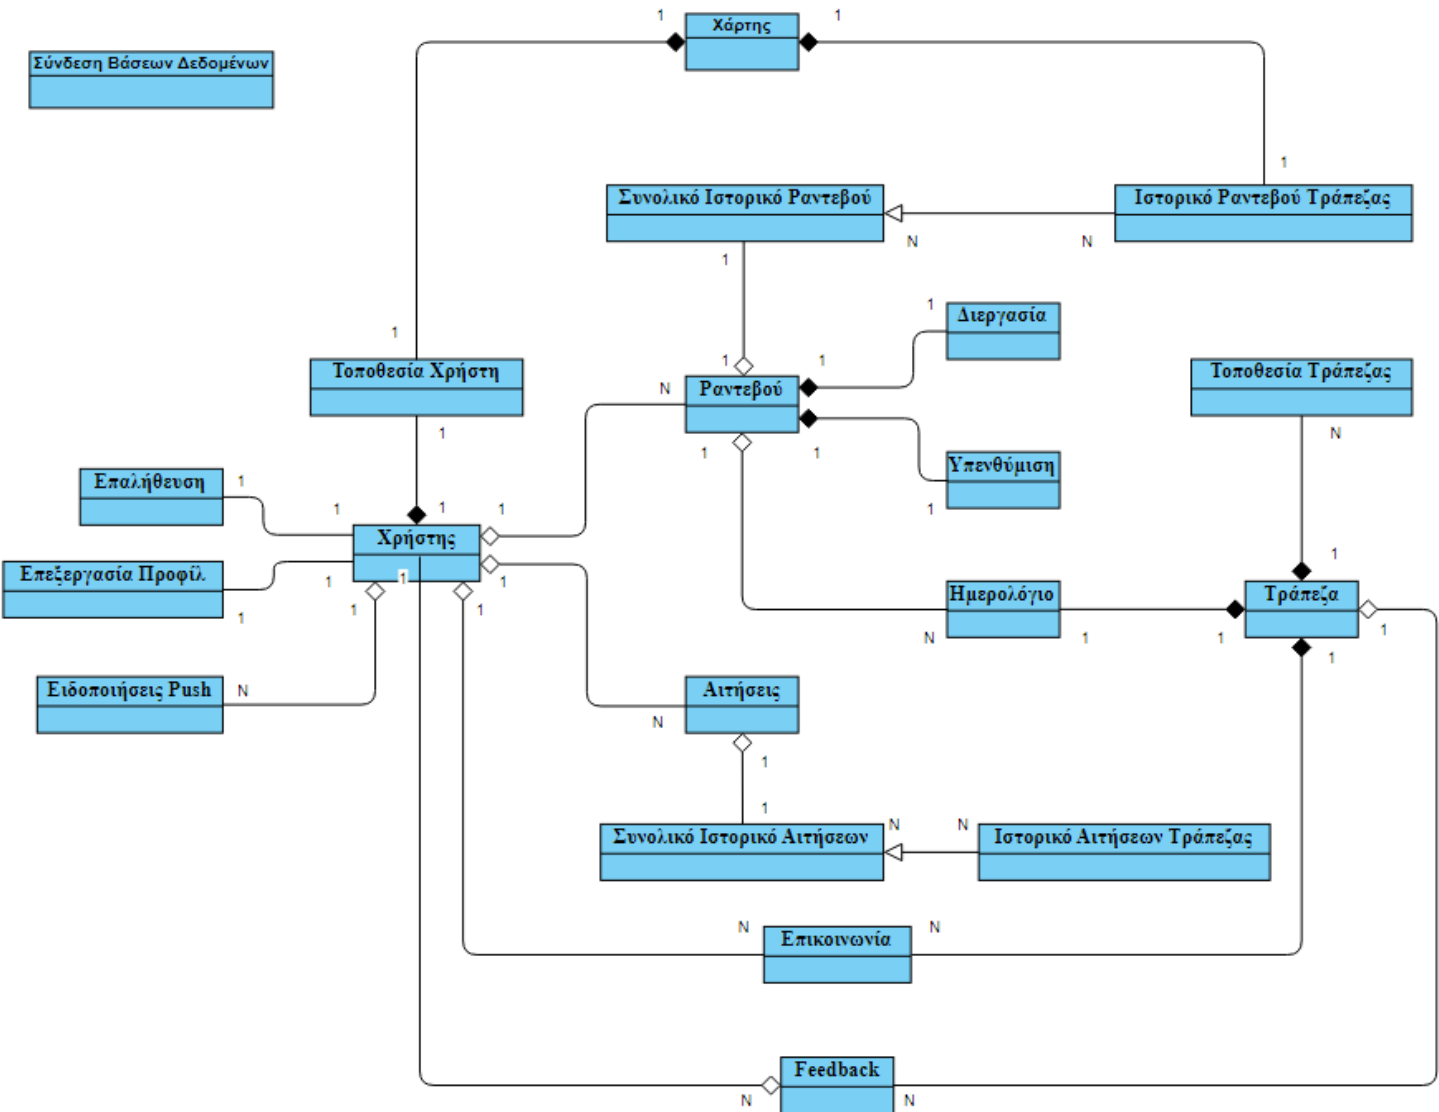 1
Χάρτης
1
Σύνδεση Βάσεων Δεδομένων
1
Συνολικό Ιστορικό Ραντεβού
Ιστορικό Ραντεβού Τράπεζας
N
N
1
1
Διεργασία
1
1
1
Τοποθεσία Χρήστη
N
Ραντεβού
Τοποθεσία Τράπεζας
1
1
1
N
Υπενθύμιση
Επαλήθευση
1
1
1
1
1
Χρήστης
1
Επεξεργασία Προφίλ
1
1
1
1
1
1
Ημερολόγιο
Τράπεζα
1
N
1
1
1
1
Ειδοποιήσεις Push
N
Αιτήσεις
N
1
1
Συνολικό Ιστορικό Αιτήσεων
N
N
Ιστορικό Αιτήσεων Τράπεζας
N
Επικοινωνία
N
Feedback
N
N